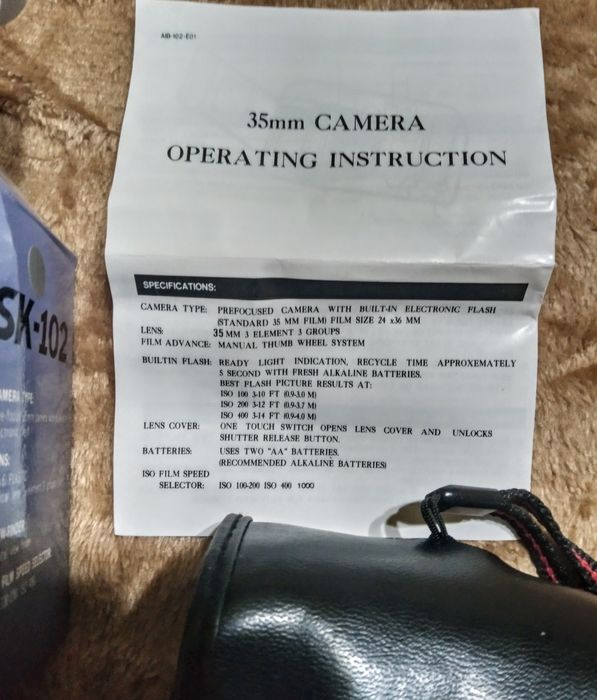 AIB-102-E01
35mm CAMERA
OPERATING INSTRUCTION
SPECIFICATIONS:
CAMERA TYPE: PREFOCUSED CAMERA WITH BUILT-IN ELECTRONIC FLASH
(STANDARD 35 MM FILM) FILM SIZE 24 x36 MM
LENS: 35 MM 3 ELEMENT 3 GROUPS
FILM ADVANCE: MANUAL THUMB WHEEL SYSTEM
BUILTIN FLASH: READY LIGHT INDICATION, RECYCLE TIME APPROXEMATELY
5 SECOND WITH FRESH ALKALINE BATTERIES.
BEST FLASH PICTURE RESULTS AT:
ISO 100 3-10 FT (0.9-3.0 M)
ISO 200 3-12 FT (0.9-3.7 M)
ISO 400 3-14 FT (0.9-4.0 M)
LENS COVER: ONE TOUCH SWITCH OPENS LENS COVER AND UNLOCKS
SHUTTER RELEASE BUTTON.
BATTERIES: USES TWO "AA" BATTERIES.
(RECOMMENDED ALKALINE BATTERIES)
ISO FILM SPEED
SELECTOR: ISO 100-200 ISO 400 1000
SK-102
FILM SPEED SELECTOR